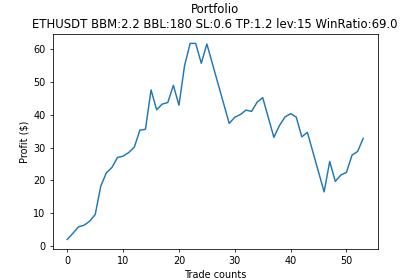 Portfolio
ETHUSDT BBM:2.2 BBL:180 SL:0.6 TP:1.2 lev:15 WinRatio:69.0
Profit ($)
60
50
40
30
20
10
0
0 10 20 30 40 50
Trade counts